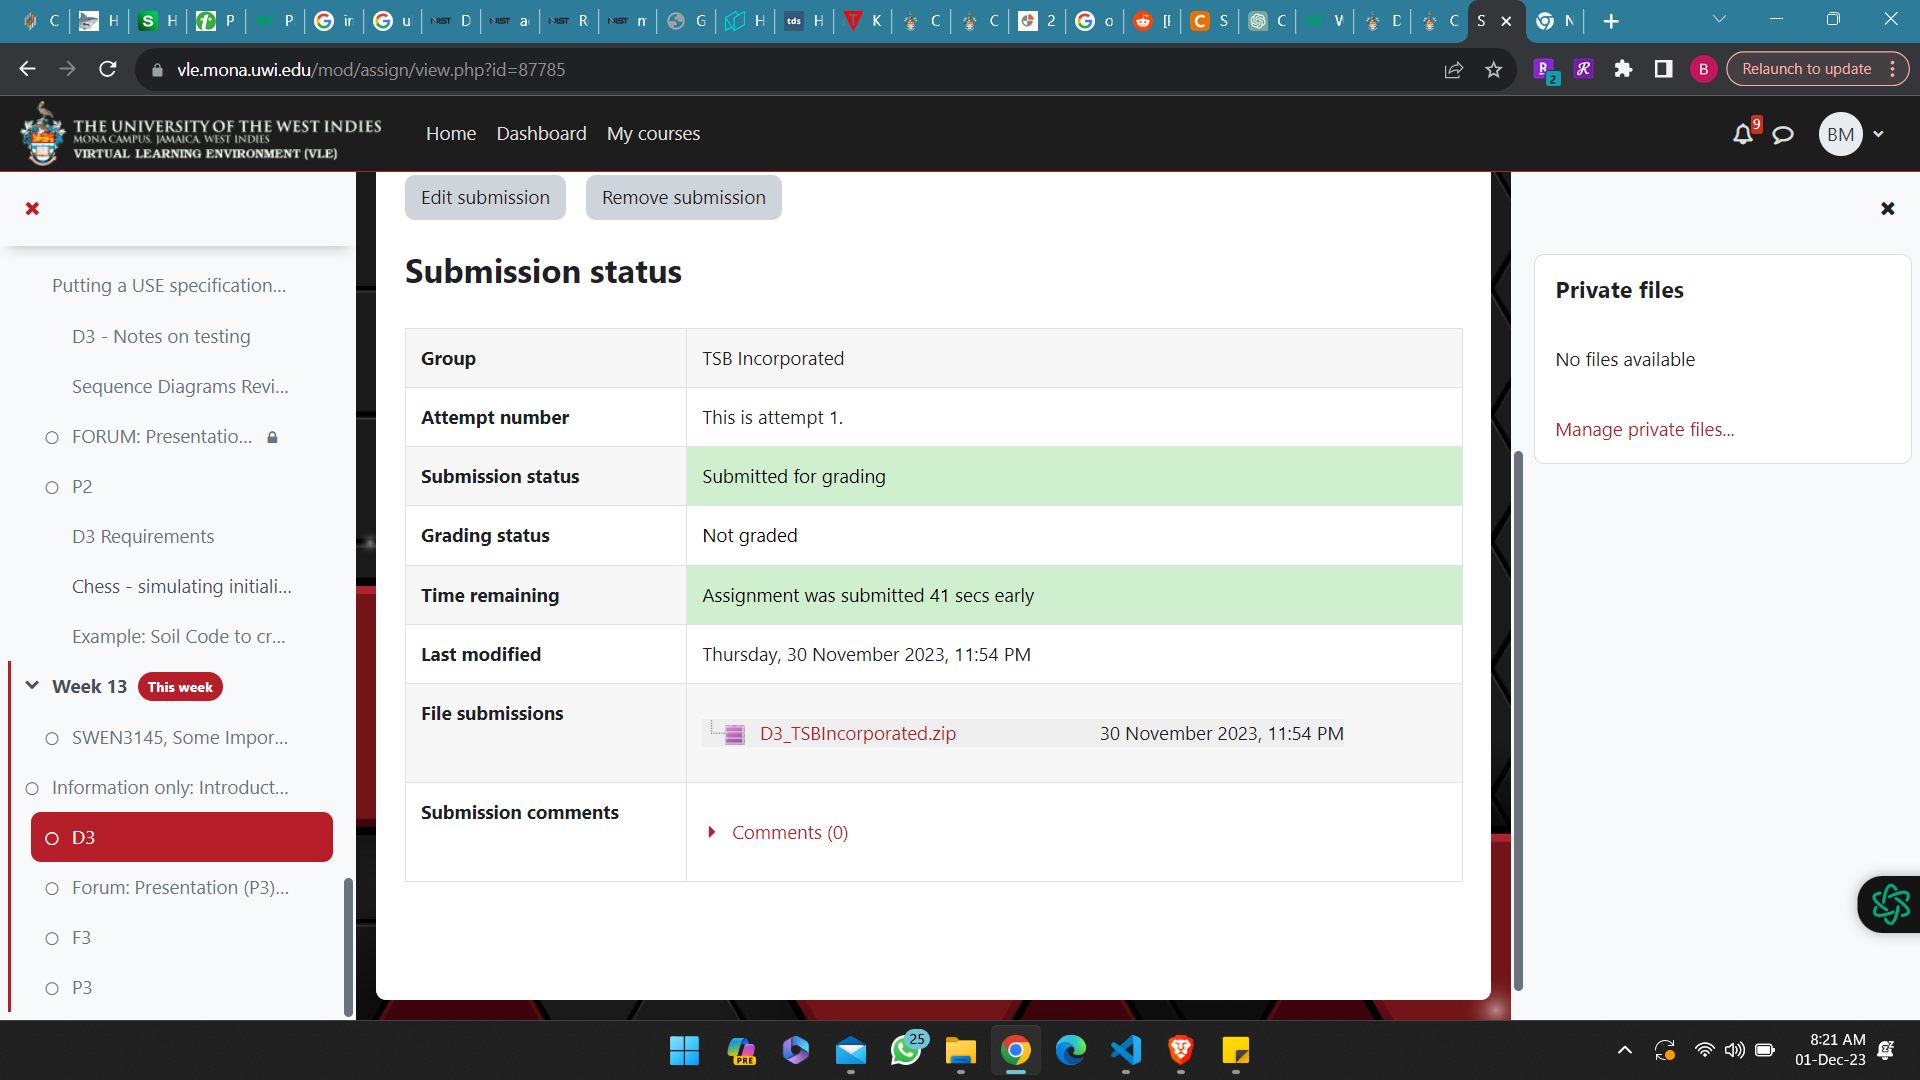 vle.mona.uwi.edu/mod/assign/view.php?id=87785
2
B
Relaunch to update
THE UNIVERSITY OF THE WEST INDIES
MONA CAMPUS, JAMAICA, WEST INDIES
VIRTUAL LEARNING ENVIRONMENT (VLE)
Home
Dashboard
My courses
9
BM
Edit submission
Remove submission
Putting a USE specification...
D3 - Notes on testing
Sequence Diagrams Revi...
FORUM: Presentatio...
P2
D3 Requirements
Chess - simulating initiali...
Example: Soil Code to cr...
Week 13
This week
SWEN3145, Some Impor...
Information only: Introduct...
D3
Forum: Presentation (P3)...
F3
P3
Submission status
Group
TSB Incorporated
Attempt number
This is attempt 1.
Submission status
Submitted for grading
Grading status
Not graded
Time remaining
Assignment was submitted 41 secs early
Last modified
Thursday, 30 November 2023, 11:54 PM
File submissions
D3_TSBIncorporated.zip
30 November 2023, 11:54 PM
Submission comments
Comments (0)
Private files
No files available
Manage private files...
PRE
25
8:21 AM
01-Dec-23